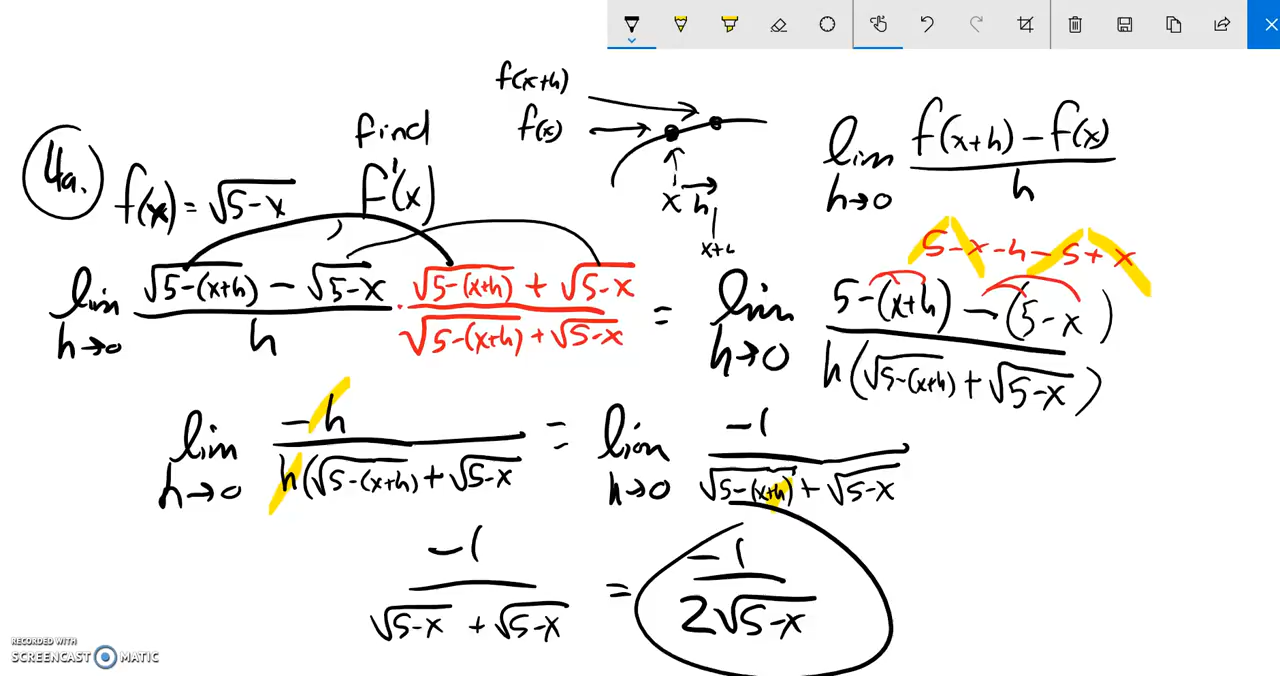 4a.
f(x) = √5-x
find
f'(x)
f(x+h)
f(x)
x h
x+h
lim h→0 f(x+h) - f(x) / h
lim h→0 √5-(x+h) - √5-x / h · √5-(x+h) + √5-x / √5-(x+h) + √5-x = lim h→0 5-(x+h) - (5-x) / h(√5-(x+h) + √5-x)
5-x-h-5+x
lim h→0 -h / h(√5-(x+h) + √5-x = lim h→0 -1 / √5-(x+h) + √5-x
-1 / √5-x + √5-x = -1 / 2√5-x
RECORDED WITH
SCREENCAST MATIC